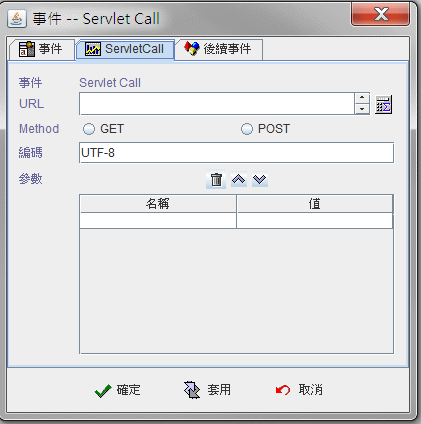 事件 -- Servlet Call
事件 ServletCall 後續事件
事件 Servlet Call
URL
Method GET POST
編碼 UTF-8
參數
名稱 值
確定 套用 取消